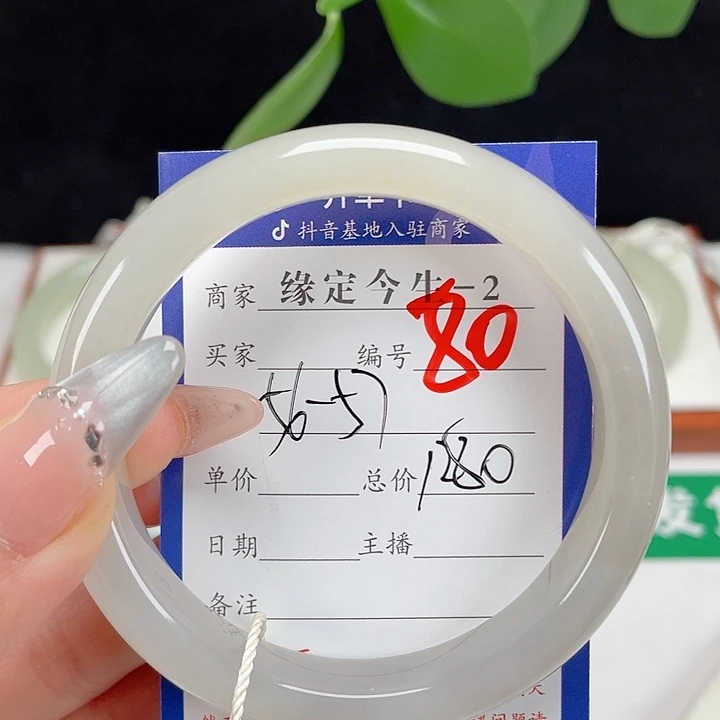 抖音基地入驻商家
商家 缘定今生-2
买家 编号 80
56-57
单价 总价 180
日期 主播
备注